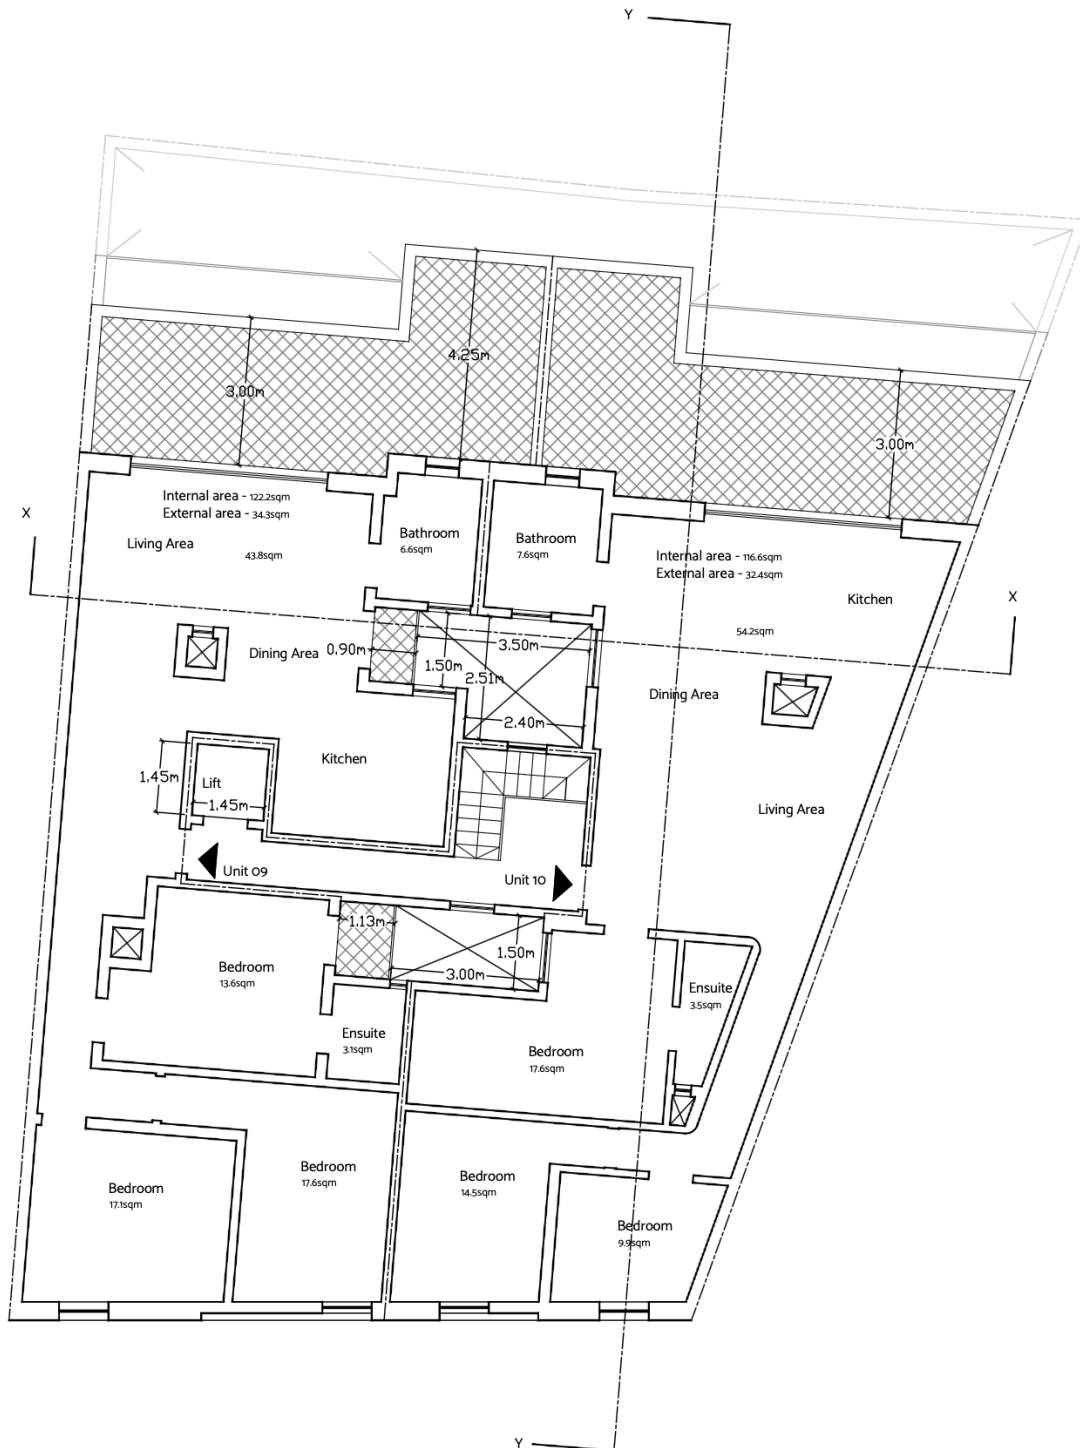 Y
4.25m
3.00m
3.00m
Internal area - 122.2sqm
External area - 34.3sqm
X
Living Area
43.8sqm
Bathroom
6.6sqm
Bathroom
7.6sqm
Internal area - 116.6sqm
External area - 32.4sqm
Kitchen
X
54.2sqm
Dining Area
0,90m
3.50m
1.50m
2.51m
Dining Area
2.40m
Kitchen
1.45m
Lift
1.45m
Living Area
Unit 09
Unit 10
1.13m
1.50m
3.00m
Bedroom
13.6sqm
Ensuite
3.5sqm
Ensuite
3.1sqm
Bedroom
17.6sqm
Bedroom
17.6sqm
Bedroom
14.5sqm
Bedroom
17.1sqm
Bedroom
9.9sqm
Y